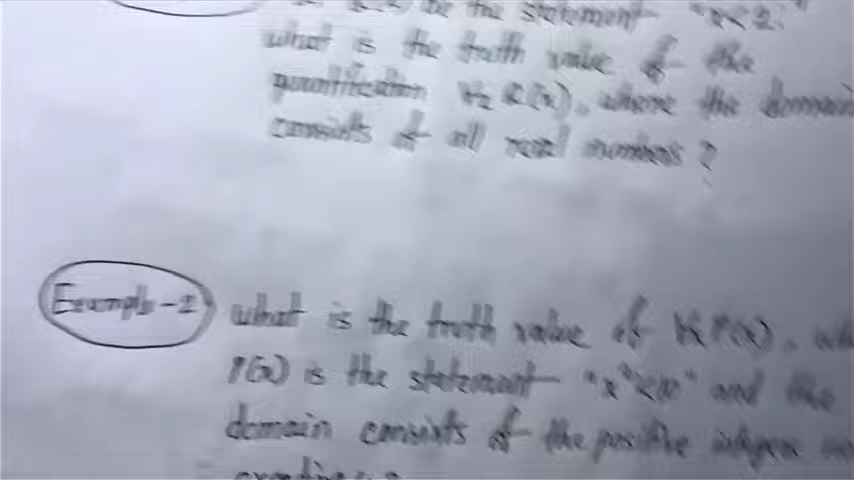 be the statement "x<2."
what is the truth value of the
quantification ∀x Q(x), where the domain
consists of all real numbers?
Example-2
what is the truth value of ∀x P(x),
P(x) is the statement "x²<10" and the
domain consists of the positive integers